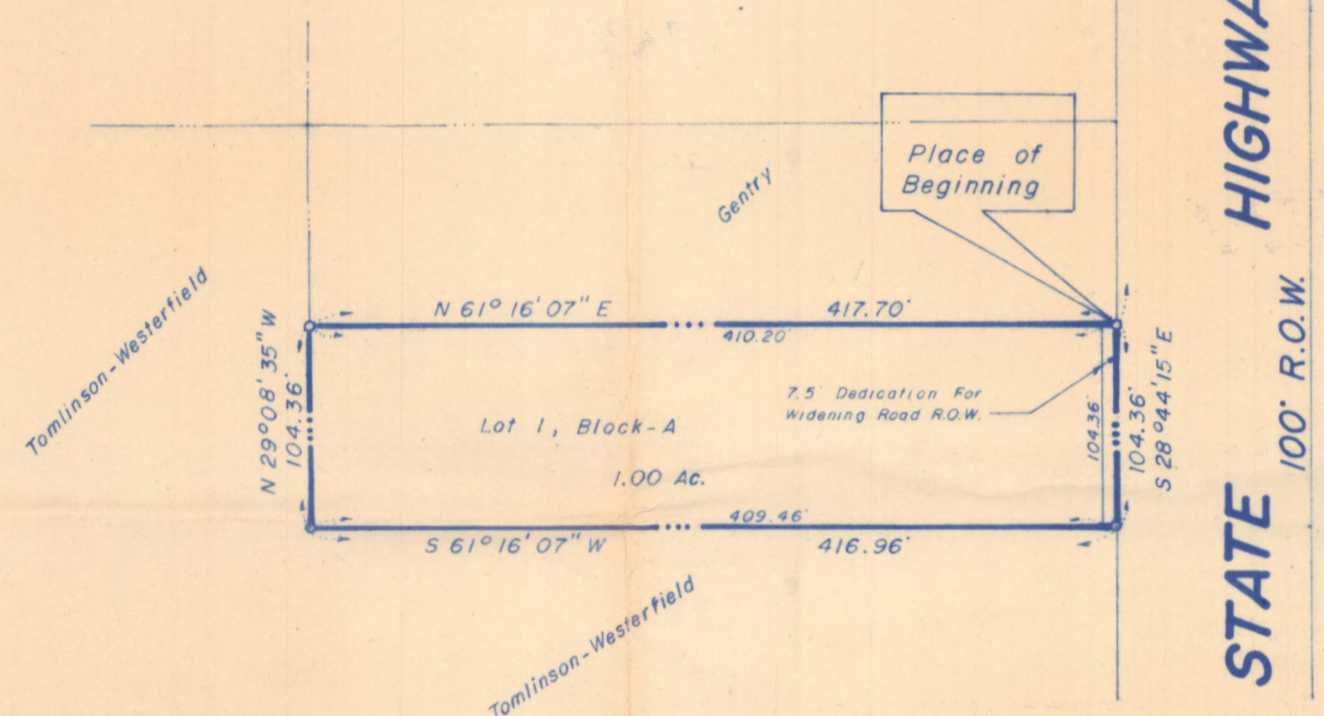 Place of
Beginning
Gentry
STATE HIGHWA
100' R.O.W.
Tomlinson-Westerfield
N 61° 16' 07" E
417.70'
410.20'
N 29° 08' 35" W
104.36'
7.5' Dedication For
Widening Road R.O.W.
104.36'
104.36'
S 28° 44' 15" E
Lot 1, Block-A
1.00 Ac.
409.46'
S 61° 16' 07" W
416.96'
Tomlinson-Westerfield